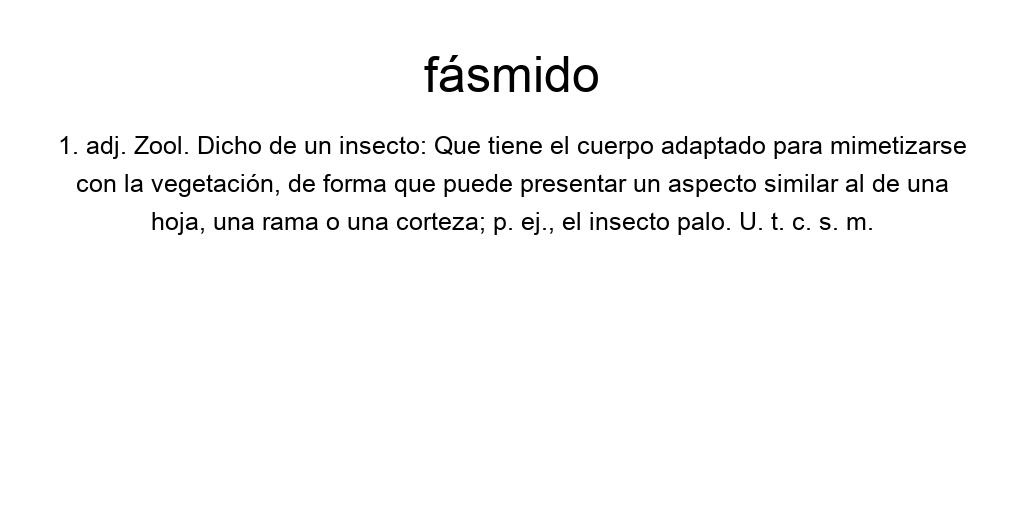 fásmido
1. adj. Zool. Dicho de un insecto: Que tiene el cuerpo adaptado para mimetizarse
con la vegetación, de forma que puede presentar un aspecto similar al de una
hoja, una rama o una corteza; p. ej., el insecto palo. U. t. c. s. m.